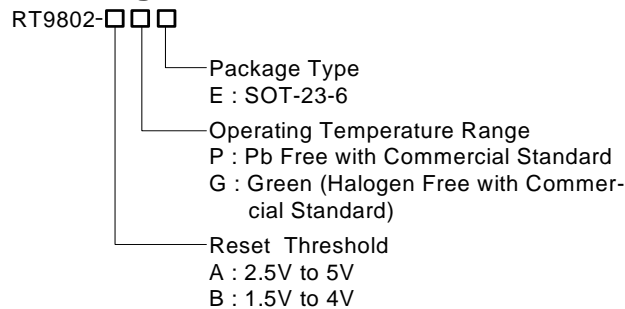 RT9802-□□□
Package Type
E : SOT-23-6
Operating Temperature Range
P : Pb Free with Commercial Standard
G : Green (Halogen Free with Commer-
cial Standard)
Reset Threshold
A : 2.5V to 5V
B : 1.5V to 4V